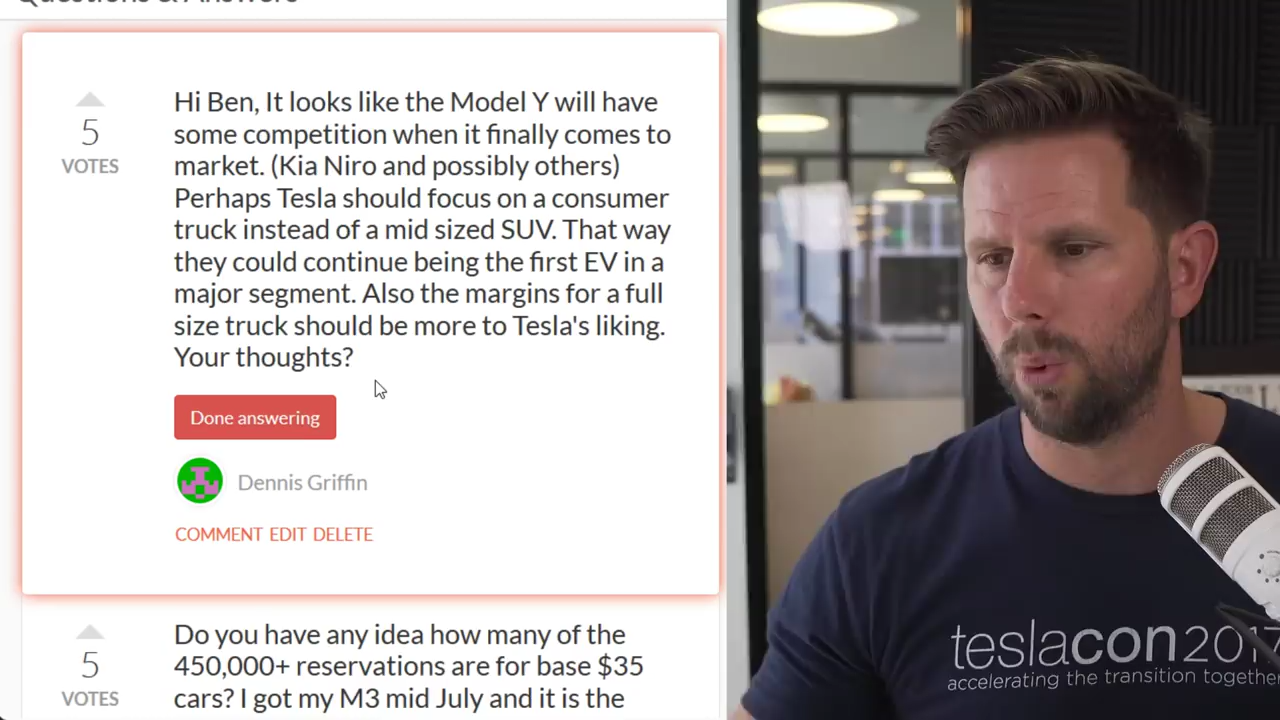 Questions & Answers
5
VOTES
Hi Ben, It looks like the Model Y will have
some competition when it finally comes to
market. (Kia Niro and possibly others)
Perhaps Tesla should focus on a consumer
truck instead of a mid sized SUV. That way
they could continue being the first EV in a
major segment. Also the margins for a full
size truck should be more to Tesla's liking.
Your thoughts?
Done answering
Dennis Griffin
COMMENT EDIT DELETE
5
VOTES
Do you have any idea how many of the
450,000+ reservations are for base $35
cars? I got my M3 mid July and it is the
teslacon2017
accelerating the transition together